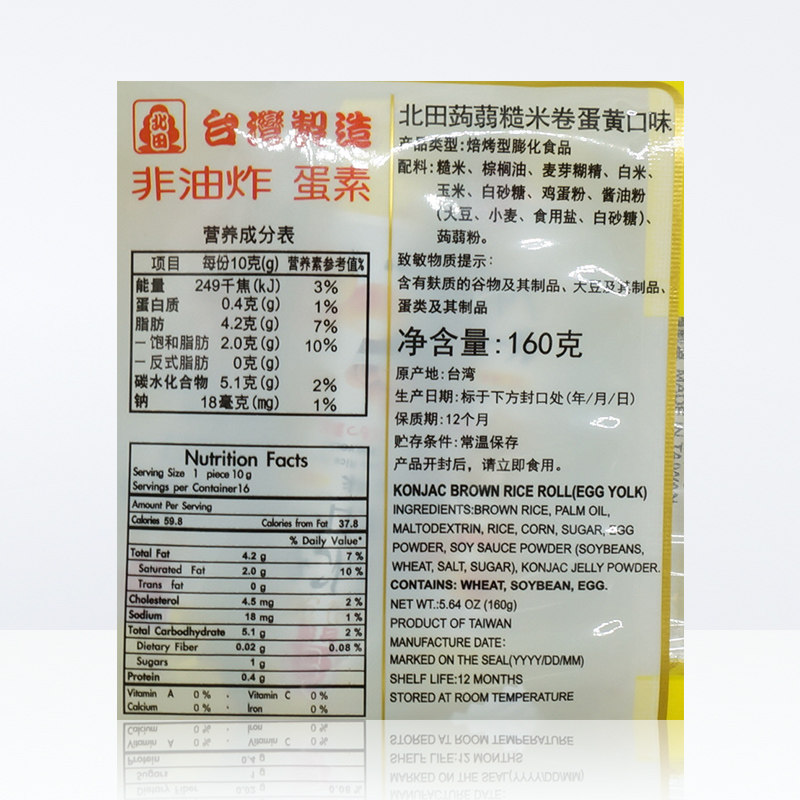 北田
台灣製造
非油炸 蛋素
营养成分表
项目 每份10克(g) 营养素参考值%
能量 249千焦(kJ) 3%
蛋白质 0.4克(g) 1%
脂肪 4.2克(g) 7%
—饱和脂肪 2.0克(g) 10%
—反式脂肪 0克(g)
碳水化合物 5.1克(g) 2%
钠 18毫克(mg) 1%
Nutrition Facts
Serving Size 1 piece 10 g
Servings per Container16
Amount Per Serving
Calories 59.8 Calories from Fat 37.8
% Daily Value*
Total Fat 4.2 g 7 %
Saturated Fat 2.0 g 10 %
Trans fat 0 g
Cholesterol 4.5 mg 2 %
Sodium 18 mg 1 %
Total Carbodhydrate 5.1 g 2 %
Dietary Fiber 0.02 g 0.08 %
Sugars 1 g
Protein 0.4 g
Vitamin A 0 % · Vitamin C 0 %
Calcium 0 % · Iron 0 %
北田蒟蒻糙米卷蛋黄口味
产品类型:焙烤型膨化食品
配料:糙米、棕榈油、麦芽糊精、白米、
玉米、白砂糖、鸡蛋粉、酱油粉
(大豆、小麦、食用盐、白砂糖)、
蒟蒻粉。
致敏物质提示:
含有麸质的谷物及其制品、大豆及其制品、
蛋类及其制品
净含量:160克
原产地:台湾
生产日期:标于下方封口处(年/月/日)
保质期:12个月
贮存条件:常温保存
产品开封后，请立即食用。
KONJAC BROWN RICE ROLL(EGG YOLK)
INGREDIENTS:BROWN RICE, PALM OIL,
MALTODEXTRIN, RICE, CORN, SUGAR, EGG
POWDER, SOY SAUCE POWDER (SOYBEANS,
WHEAT, SALT, SUGAR), KONJAC JELLY POWDER.
CONTAINS: WHEAT, SOYBEAN, EGG.
NET WT.:5.64 OZ (160g)
PRODUCT OF TAIWAN
MANUFACTURE DATE:
MARKED ON THE SEAL(YYYY/DD/MM)
SHELF LIFE:12 MONTHS
STORED AT ROOM TEMPERATURE
MADE IN TAIWAN